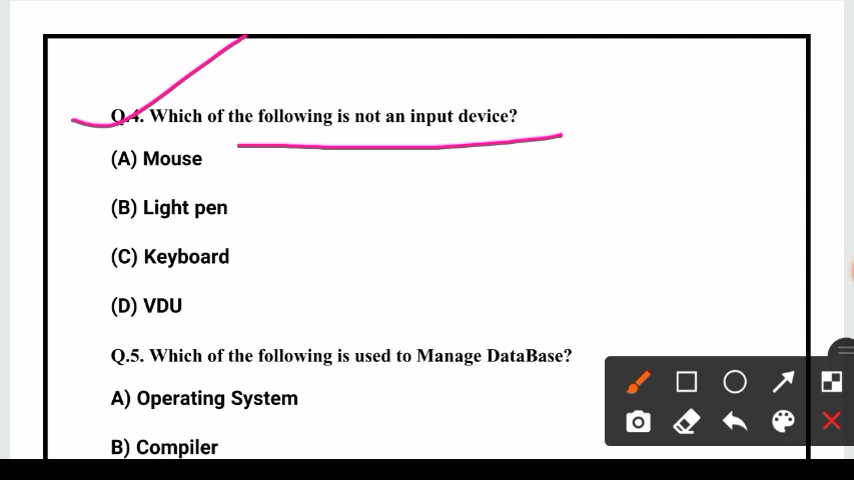 Q.4. Which of the following is not an input device?
(A) Mouse
(B) Light pen
(C) Keyboard
(D) VDU
Q.5. Which of the following is used to Manage DataBase?
A) Operating System
B) Compiler